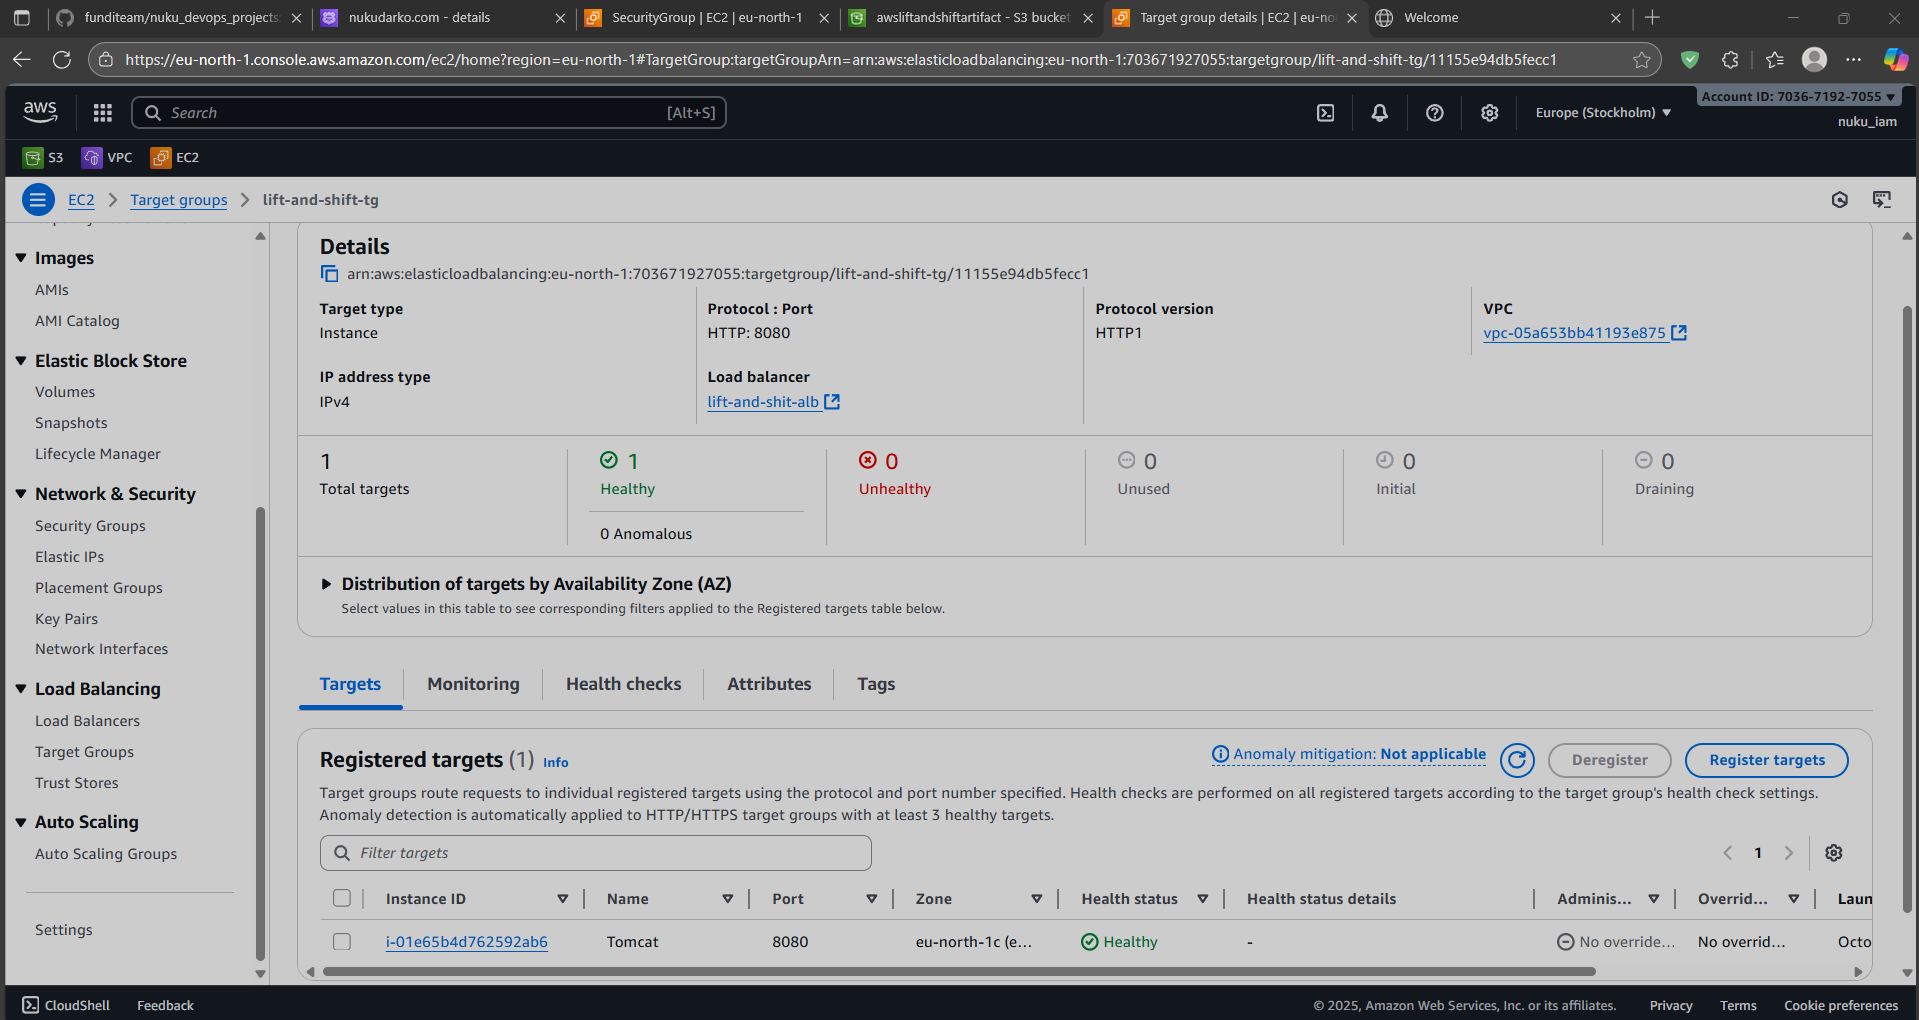 funditeam/nuku_devops_projects:
nukudarko.com - details
SecurityGroup | EC2 | eu-north-1
awsliftandshiftartifact - S3 bucket
Target group details | EC2 | eu-no
Welcome
https://eu-north-1.console.aws.amazon.com/ec2/home?region=eu-north-1#TargetGroup:targetGroupArn=arn:aws:elasticloadbalancing:eu-north-1:703671927055:targetgroup/lift-and-shift-tg/11155e94db5fecc1
aws
Search
[Alt+S]
Europe (Stockholm)
Account ID: 7036-7192-7055
nuku_iam
S3
VPC
EC2
EC2
Target groups
lift-and-shift-tg
Images
AMIs
AMI Catalog
Elastic Block Store
Volumes
Snapshots
Lifecycle Manager
Network & Security
Security Groups
Elastic IPs
Placement Groups
Key Pairs
Network Interfaces
Load Balancing
Load Balancers
Target Groups
Trust Stores
Auto Scaling
Auto Scaling Groups
Settings
Details
arn:aws:elasticloadbalancing:eu-north-1:703671927055:targetgroup/lift-and-shift-tg/11155e94db5fecc1
Target type
Instance
Protocol : Port
HTTP: 8080
Protocol version
HTTP1
VPC
vpc-05a653bb41193e875
IP address type
IPv4
Load balancer
lift-and-shit-alb
1
Total targets
1
Healthy
0 Anomalous
0
Unhealthy
0
Unused
0
Initial
0
Draining
Distribution of targets by Availability Zone (AZ)
Select values in this table to see corresponding filters applied to the Registered targets table below.
Targets
Monitoring
Health checks
Attributes
Tags
Registered targets (1) Info
Anomaly mitigation: Not applicable
Deregister
Register targets
Target groups route requests to individual registered targets using the protocol and port number specified. Health checks are performed on all registered targets according to the target group's health check settings.
Anomaly detection is automatically applied to HTTP/HTTPS target groups with at least 3 healthy targets.
Filter targets
1
Instance ID
Name
Port
Zone
Health status
Health status details
Adminis...
Overrid...
Laun
i-01e65b4d762592ab6
Tomcat
8080
eu-north-1c (e...
Healthy
-
No override...
No overrid...
Octo
CloudShell
Feedback
© 2025, Amazon Web Services, Inc. or its affiliates.
Privacy
Terms
Cookie preferences